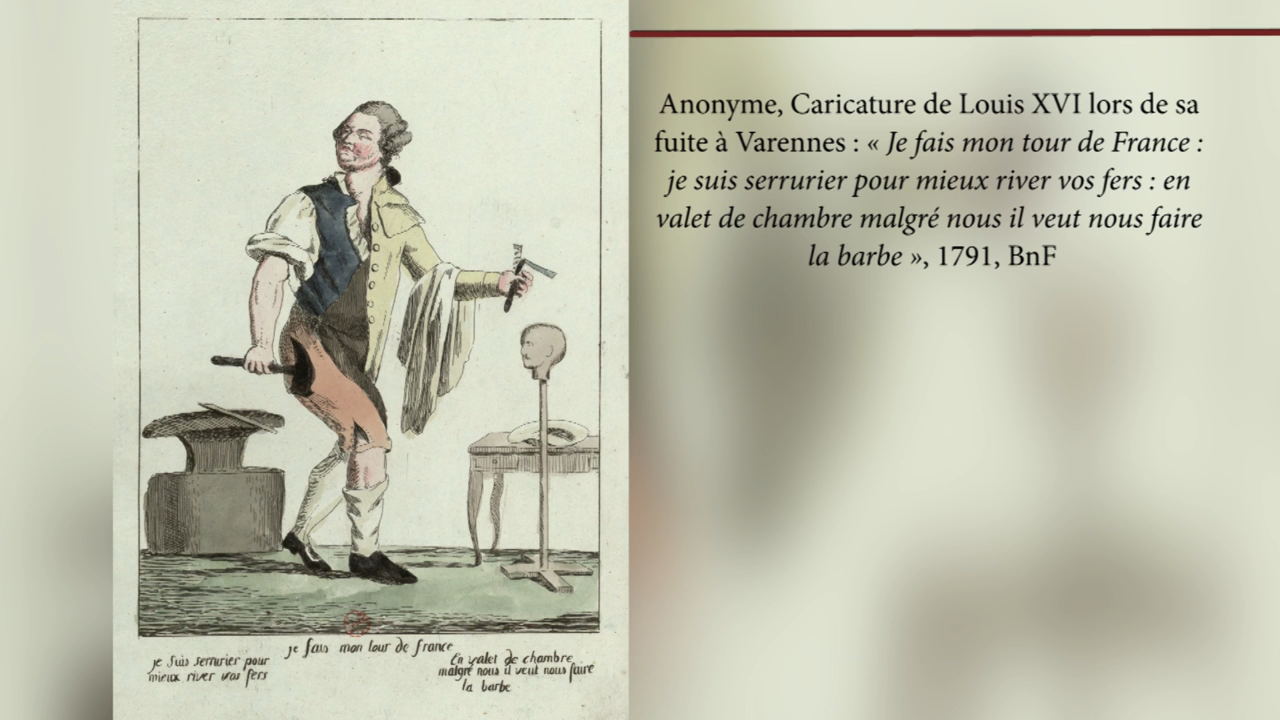 Anonyme, Caricature de Louis XVI lors de sa
fuite à Varennes : « Je fais mon tour de France :
je suis serrurier pour mieux river vos fers : en
valet de chambre malgré nous il veut nous faire
la barbe », 1791, BnF
je fais mon tour de france
je suis serrurier pour
mieux river vos fers
En valet de chambre
malgré nous il veut nous faire
la barbe